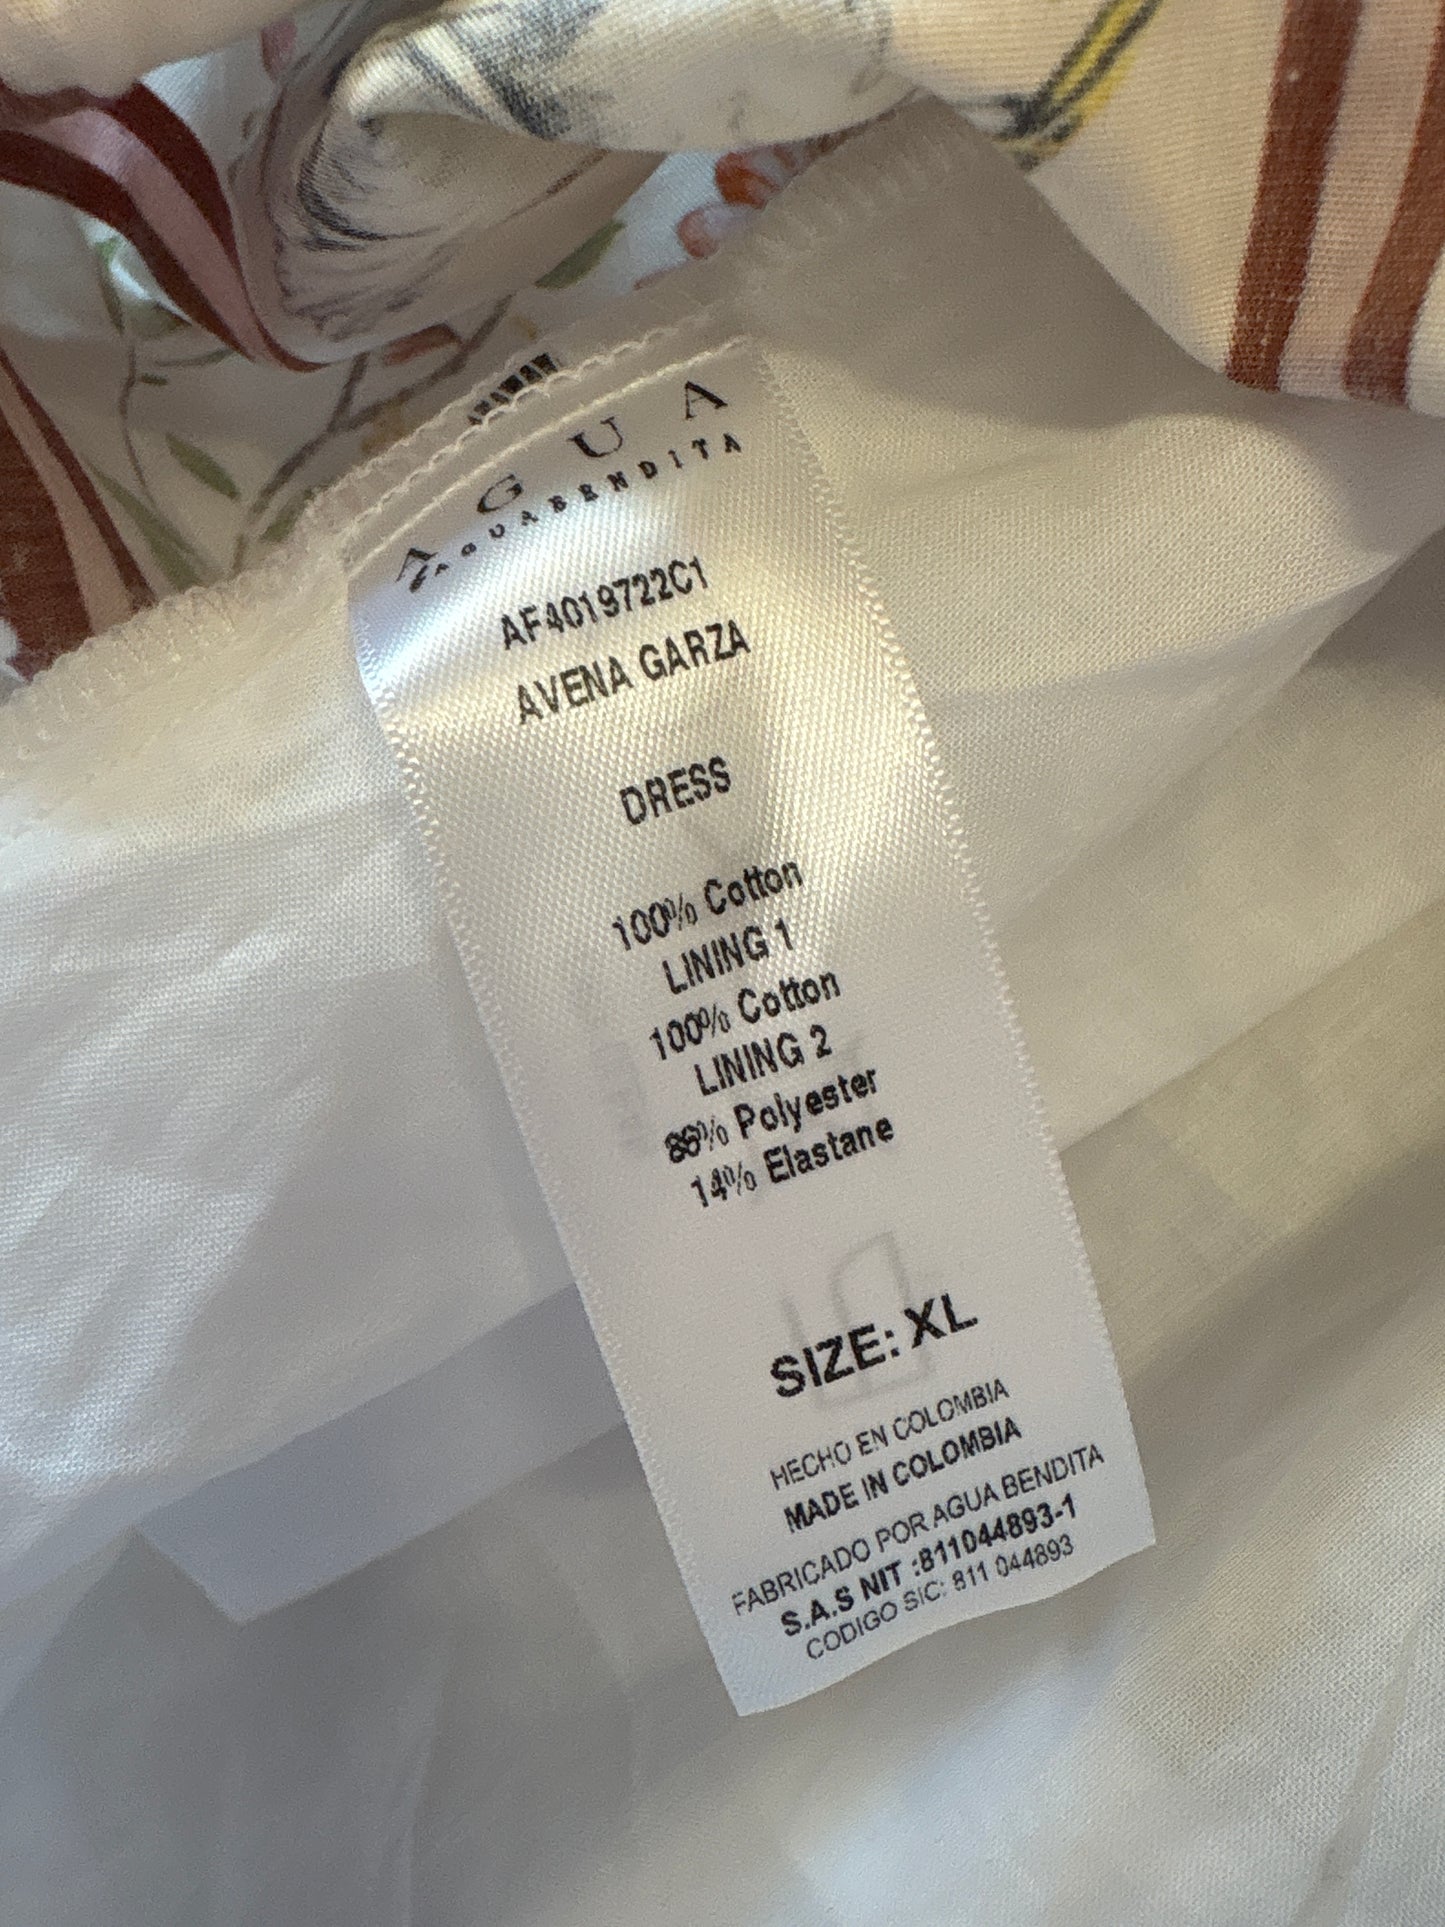 AGUA
BY AGUABENDITA
AF4019722C1
AVENA GARZA
DRESS
100% Cotton
LINING 1
100% Cotton
LINING 2
86% Polyester
14% Elastane
SIZE: XL
HECHO EN COLOMBIA
MADE IN COLOMBIA
FABRICADO POR AGUA BENDITA
S.A.S NIT :811044893-1
CODIGO SIC: 811 044893